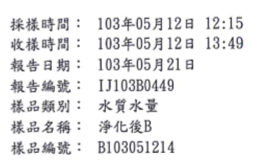 採樣時間： 103年05月12日 12:15
收樣時間： 103年05月12日 13:49
報告日期： 103年05月21日
報告編號： IJ103B0449
樣品類別： 水質水量
樣品名稱： 淨化後B
樣品編號： B103051214